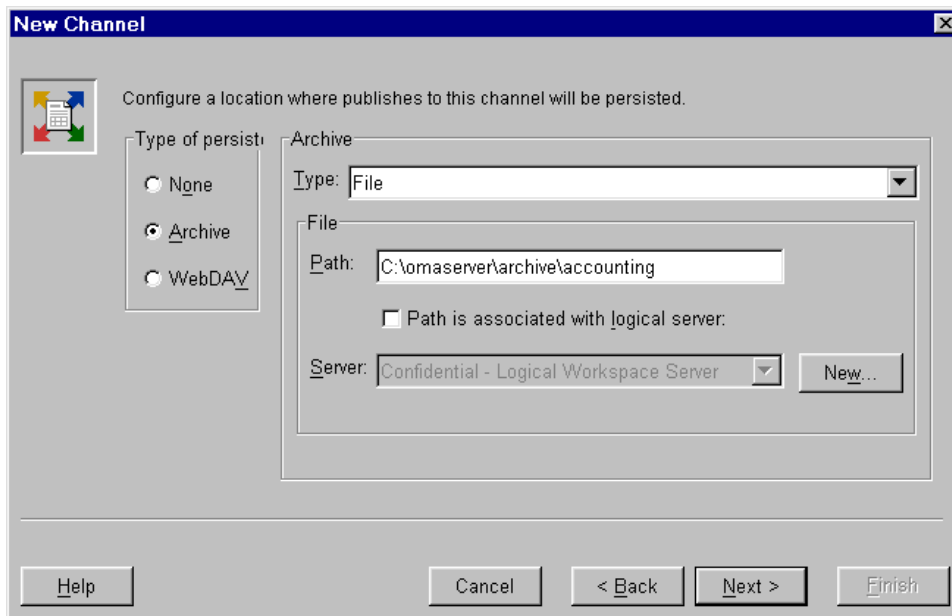 New Channel
Configure a location where publishes to this channel will be persisted.
Type of persist
None
Archive
WebDAV
Archive
Type: File
File
Path: C:\omaserver\archive\accounting
Path is associated with logical server:
Server: Confidential - Logical Workspace Server New...
Help Cancel < Back Next > Finish